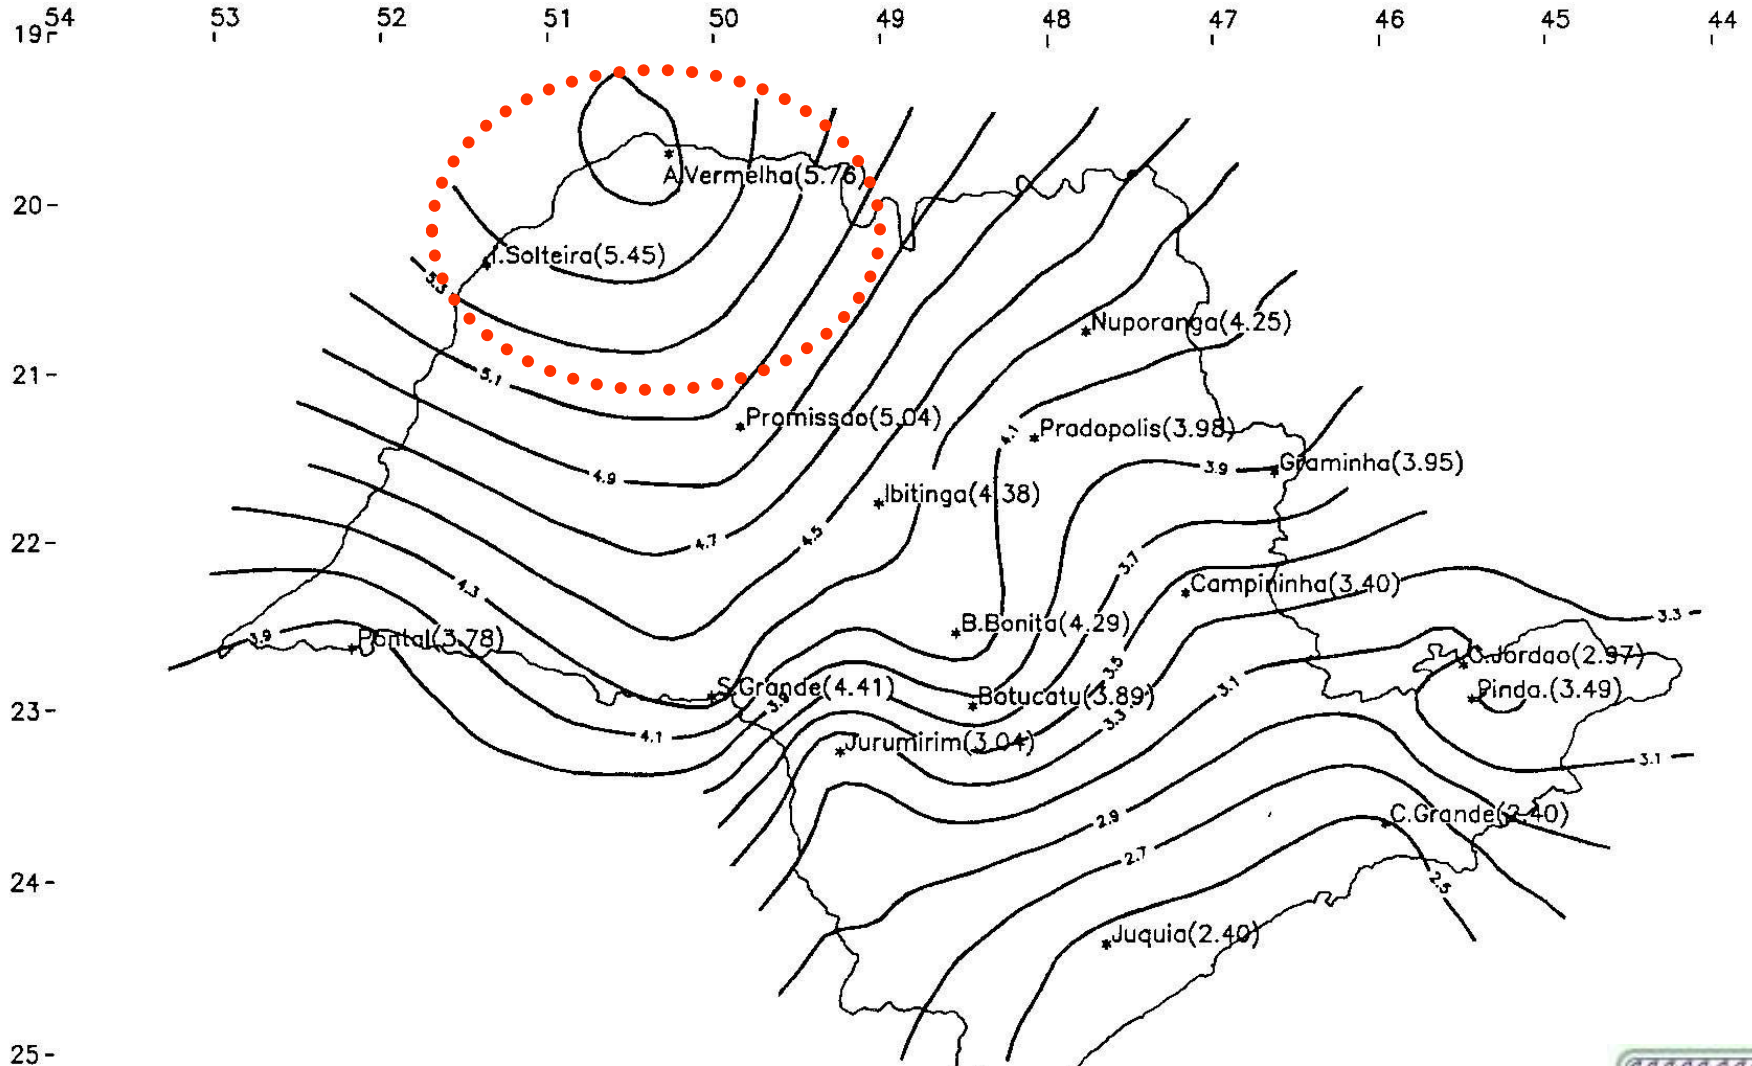 54 53 52 51 50 49 48 47 46 45 44
19
A.Vermelha(5.76)
20-
I.Solteira(5.45)
5.3
Nuporanga(4.25)
21-
5.1
Promissao(5.04)
4.1
Pradopolis(3.98)
3.9
Graminha(3.95)
4.9
Ibitinga(4.38)
4.5
22-
4.7
3.7
4.3
Campininha(3.40)
3.3
3.9
Pontal(3.78)
B.Bonita(4.29)
C.Jordao(2.97)
3.5
S.Grande(4.41)
3.1
Pinda.(3.49)
3.9
Botucatu(3.89)
23-
3.3
4.1
Jurumirim(3.04)
3.1
2.9
C.Grande(2.40)
2.7
24-
2.5
Juquia(2.40)
25-